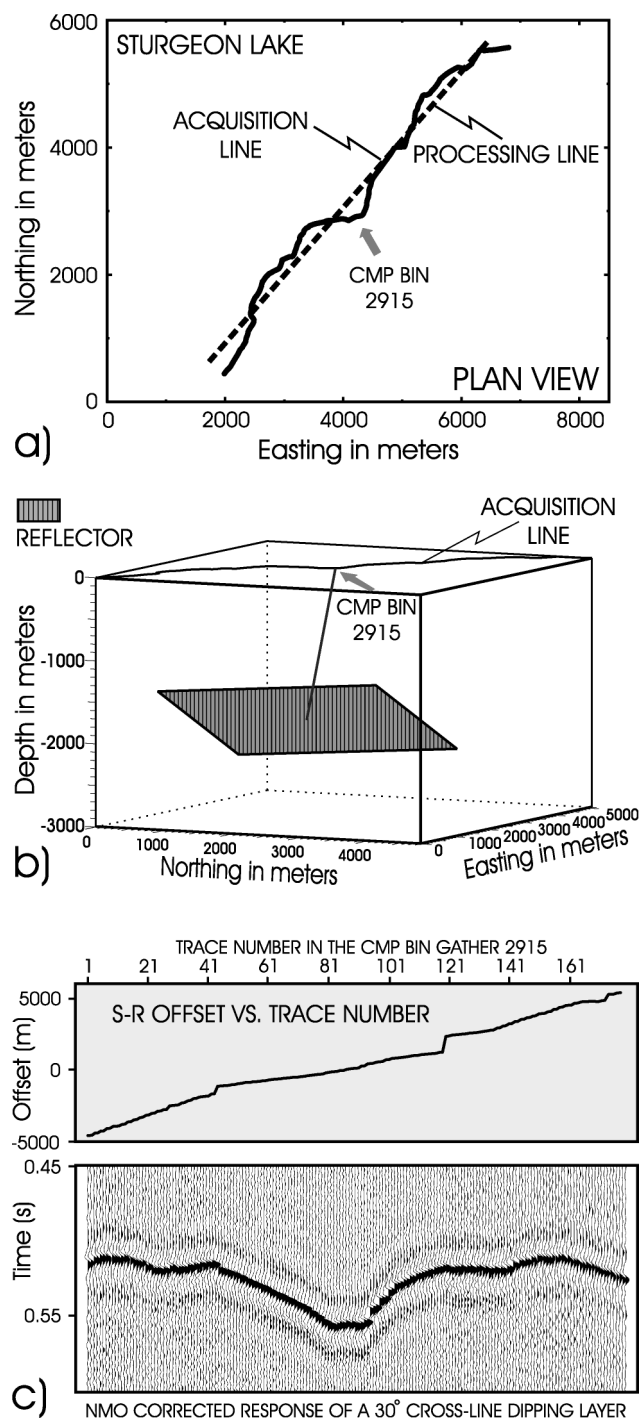 6000
STURGEON LAKE
ACQUISITION
LINE
PROCESSING LINE
4000
Northing in meters
CMP BIN
2915
2000
PLAN VIEW
0
0 2000 4000 6000 8000
Easting in meters
a)
REFLECTOR
ACQUISITION
LINE
0
CMP BIN
2915
-1000
Depth in meters
-2000
-3000
0 1000 2000 3000 4000
Northing in meters
0 1000 2000 3000 4000 5000
Easting in meters
b)
TRACE NUMBER IN THE CMP BIN GATHER 2915
1 21 41 61 81 101 121 141 161
5000
S-R OFFSET VS. TRACE NUMBER
Offset (m)
0
-5000
0.45
Time (s)
0.55
c)
NMO CORRECTED RESPONSE OF A 30° CROSS-LINE DIPPING LAYER